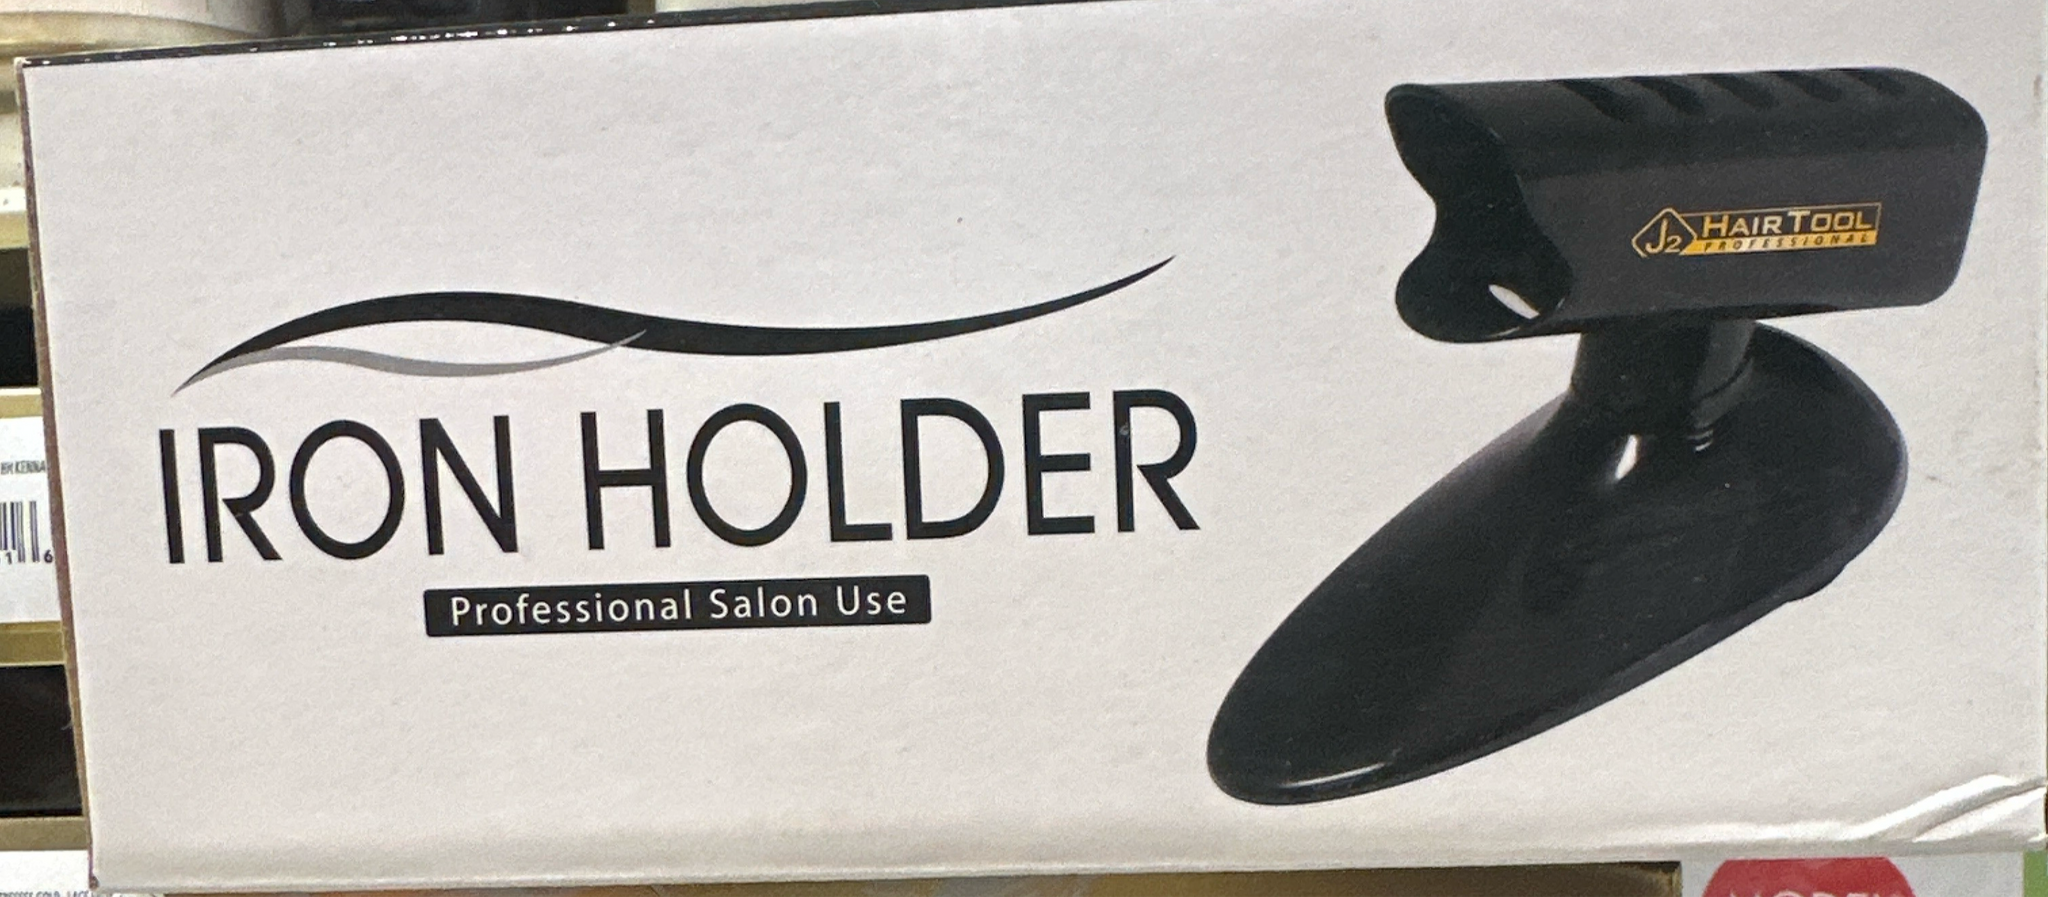 IRON HOLDER
Professional Salon Use
J2 HAIRTOOL
PROFESSIONAL